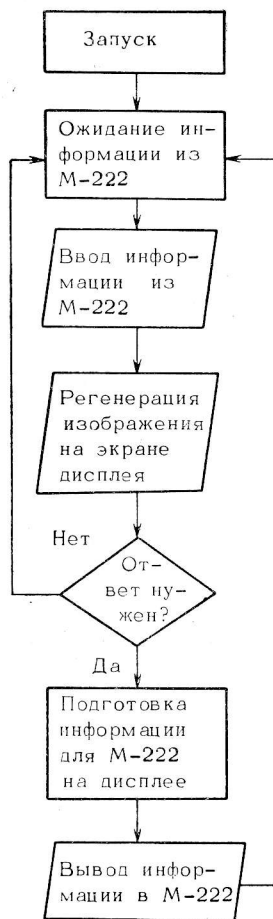 Запуск
Ожидание ин-
формации из
М-222
Ввод инфор-
мации из
М-222
Регенерация
изображения
на экране
дисплея
Нет
От-
вет ну-
жен?
Да
Подготовка
информации
для М-222
на дисплее
Вывод инфор-
мации в М-222